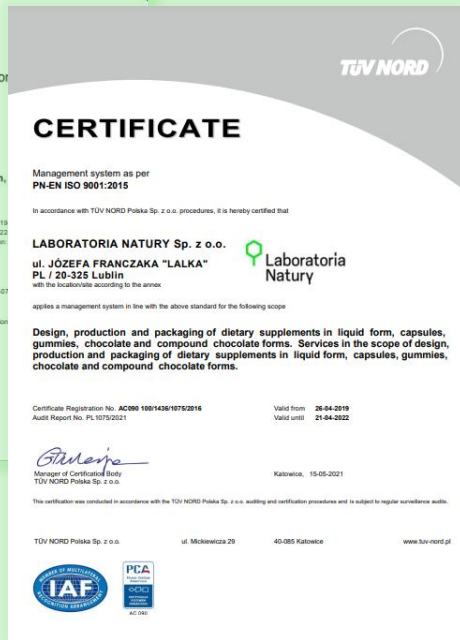 TÜV NORD
CERTIFICATE
Management system as per
PN-EN ISO 9001:2015
In accordance with TÜV NORD Polska Sp. z o.o. procedures, it is hereby certified that
LABORATORIA NATURY Sp. z o.o.
ul. JÓZEFA FRANCZAKA "LALKA"
PL / 20-325 Lublin
with the location/site according to the annex
Laboratoria
Natury
applies a management system in line with the above standard for the following scope
Design, production and packaging of dietary supplements in liquid form, capsules,
gummies, chocolate and compound chocolate forms. Services in the scope of design,
production and packaging of dietary supplements in liquid form, capsules, gummies,
chocolate and compound chocolate forms.
Certificate Registration No. AC090 100/1436/1075/2016
Audit Report No. PL1075/2021
Valid from 26-04-2019
Valid until 21-04-2022
Manager of Certification Body
TÜV NORD Polska Sp. z o.o.
Katowice, 15-05-2021
This certification was conducted in accordance with the TÜV NORD Polska Sp. z o.o. auditing and certification procedures and is subject to regular surveillance audits.
TÜV NORD Polska Sp. z o.o. ul. Mickiewicza 29 40-085 Katowice www.tuv-nord.pl
MEMBER OF MULTILATERAL
IAF
RECOGNITION ARRANGEMENT
PCA
AC 090